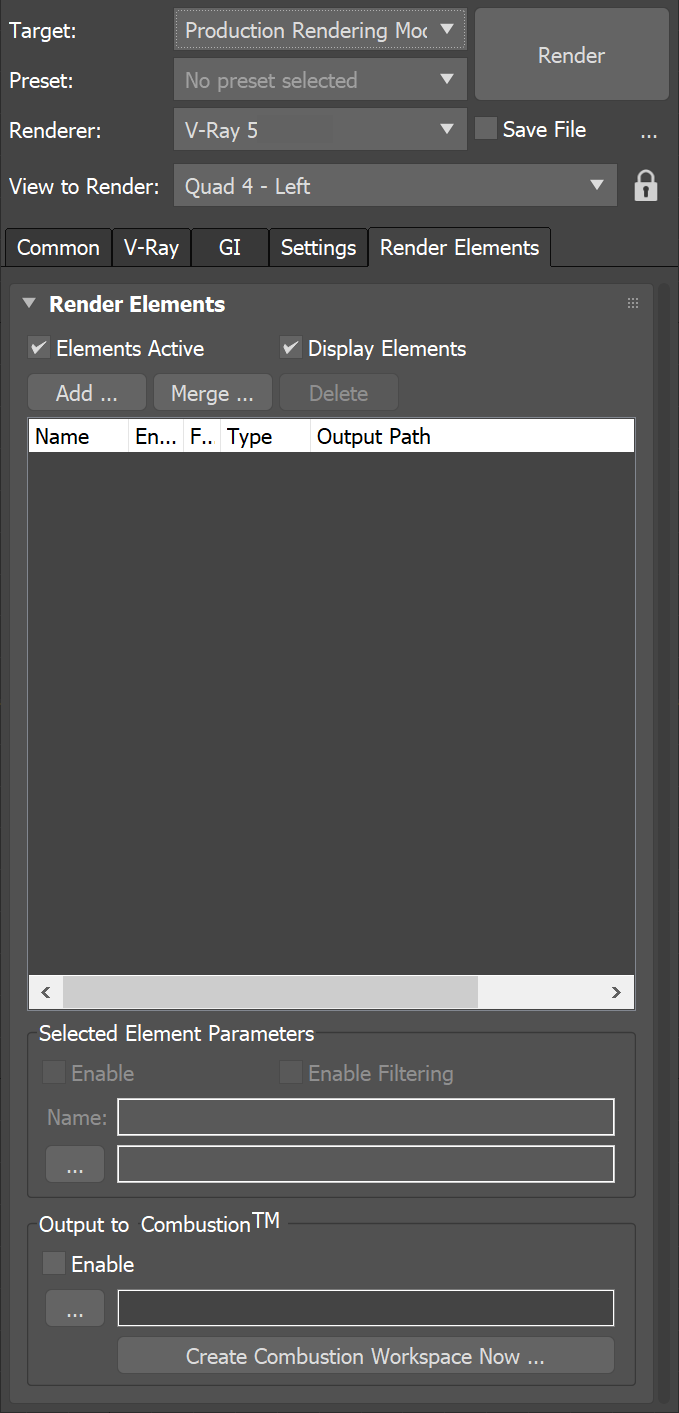 Target: Production Rendering Moc Render
Preset: No preset selected
Renderer: V-Ray 5 Save File ...
View to Render: Quad 4 - Left
Common V-Ray GI Settings Render Elements
Render Elements
Elements Active Display Elements
Add ... Merge ... Delete
Name En... F... Type Output Path
Selected Element Parameters
Enable Enable Filtering
Name:
...
Output to Combustion™
Enable
...
Create Combustion Workspace Now ...